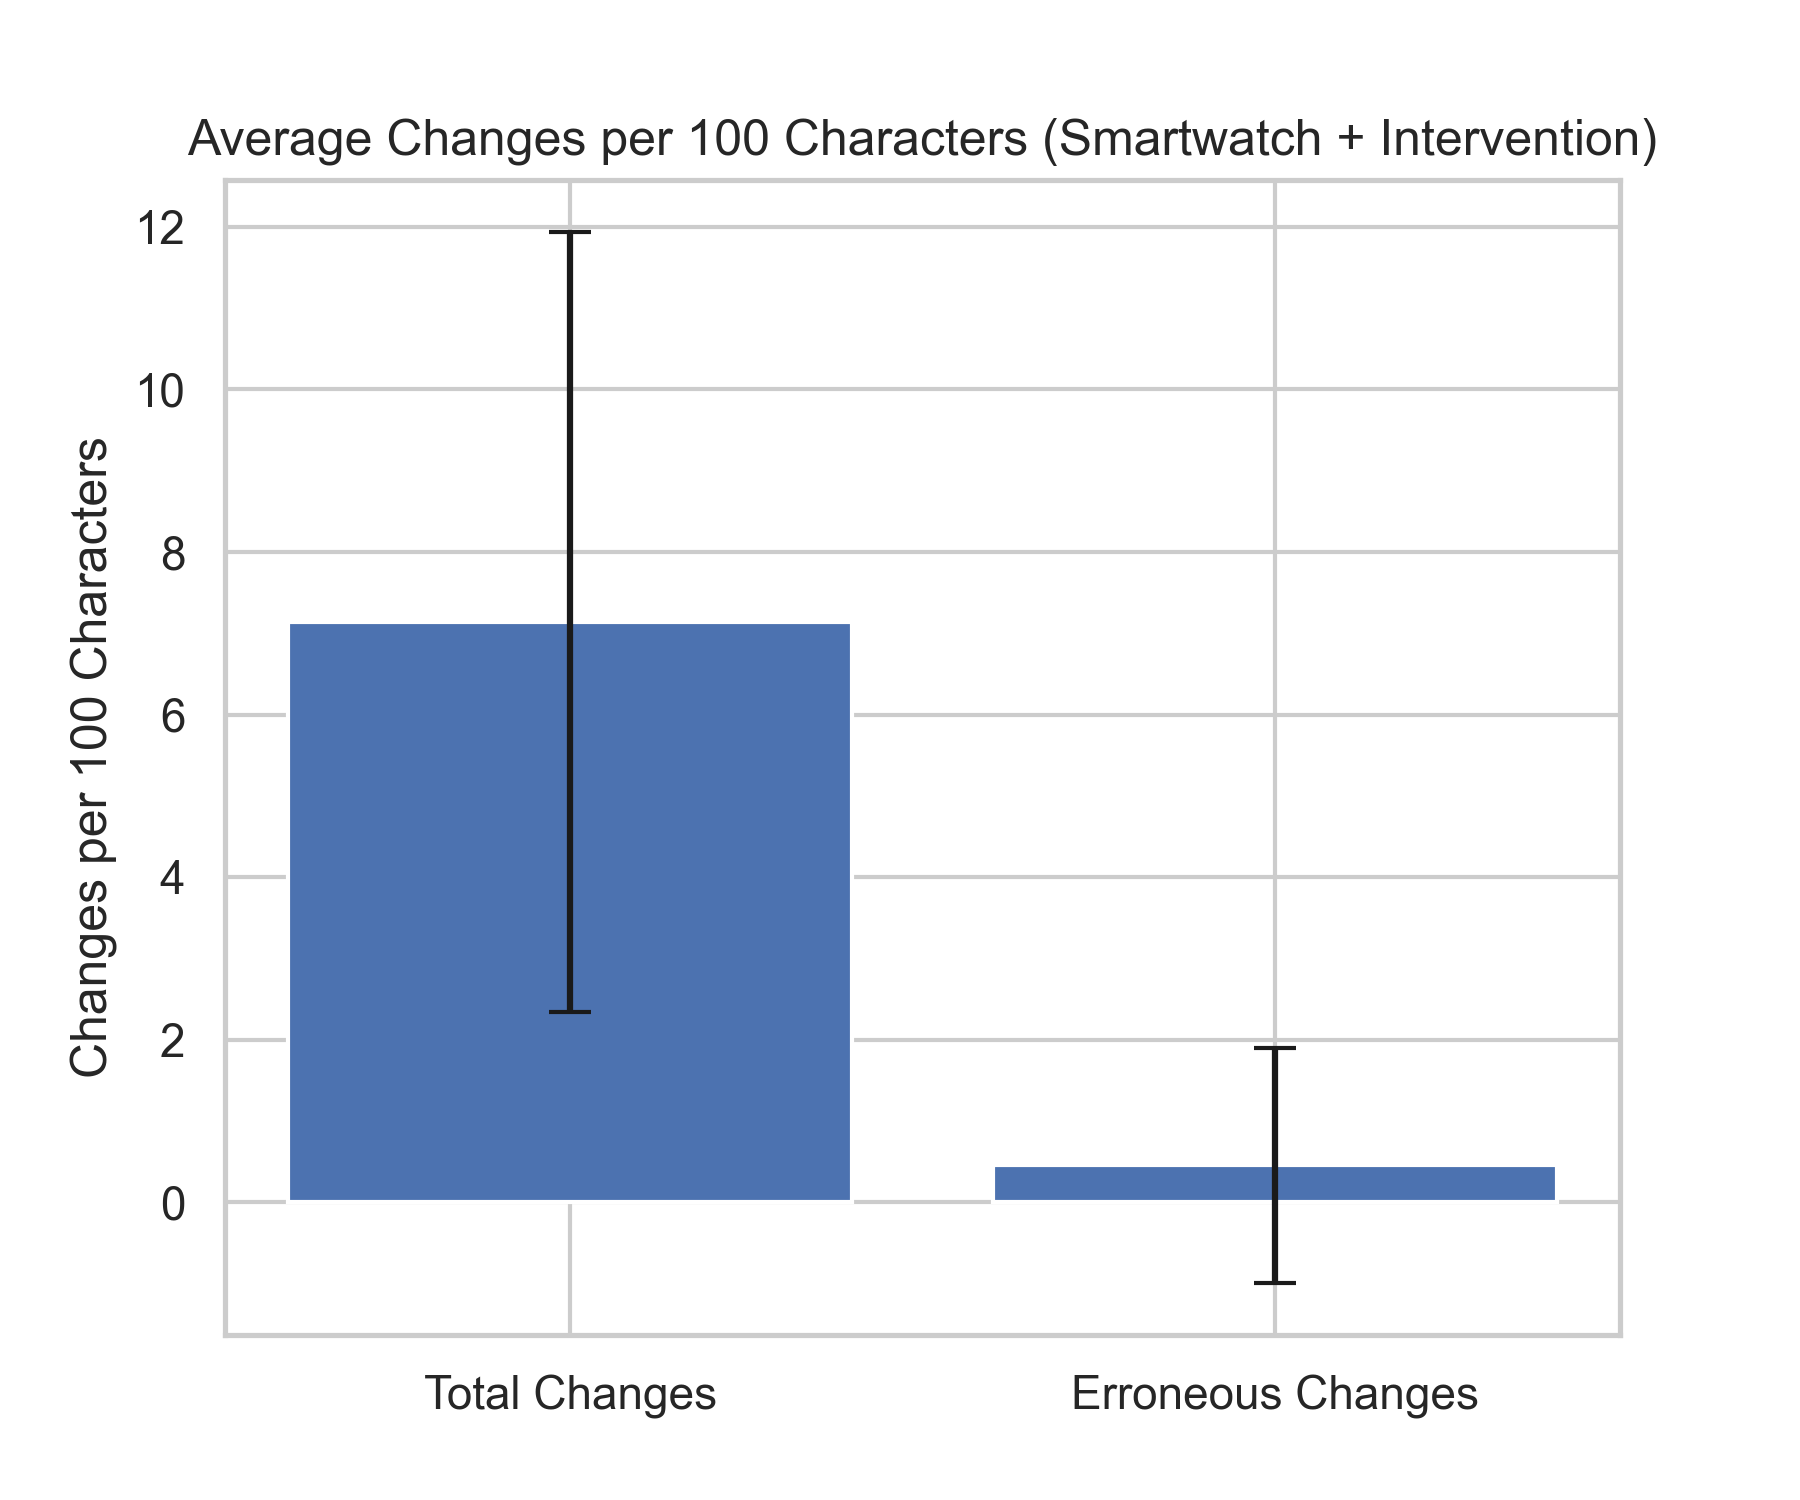 Average Changes per 100 Characters (Smartwatch + Intervention)
12
10
8
6
4
2
0
Changes per 100 Characters
Total Changes
Erroneous Changes